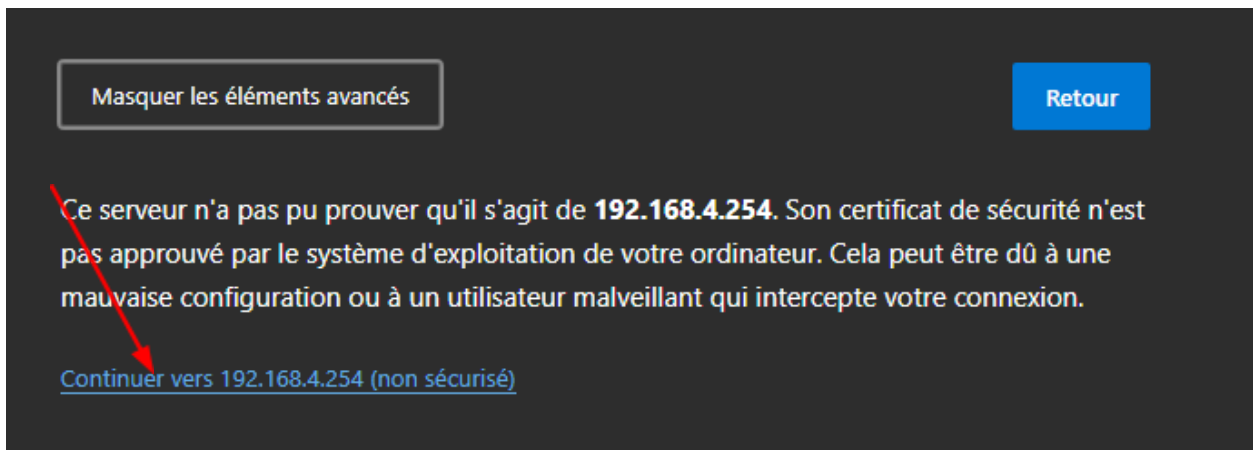 Masquer les éléments avancés
Retour
Ce serveur n'a pas pu prouver qu'il s'agit de 192.168.4.254. Son certificat de sécurité n'est
pas approuvé par le système d'exploitation de votre ordinateur. Cela peut être dû à une
mauvaise configuration ou à un utilisateur malveillant qui intercepte votre connexion.
Continuer vers 192.168.4.254 (non sécurisé)